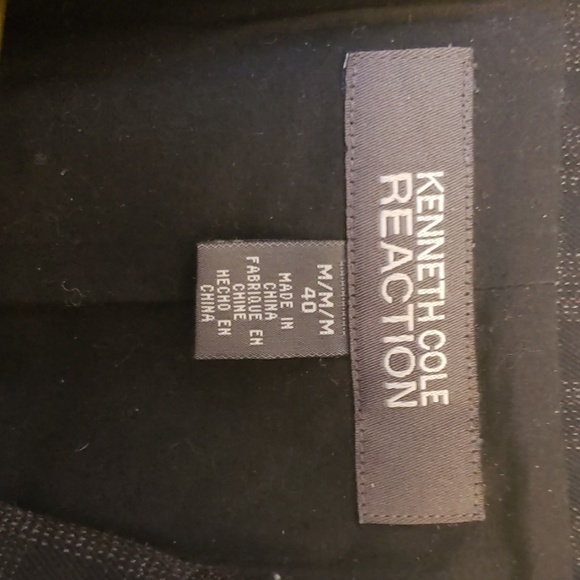 KENNETH COLE
REACTION
M/M/M
40
MADE IN
CHINA
FABRIQUE EN
CHINE
HECHO EN
CHINA